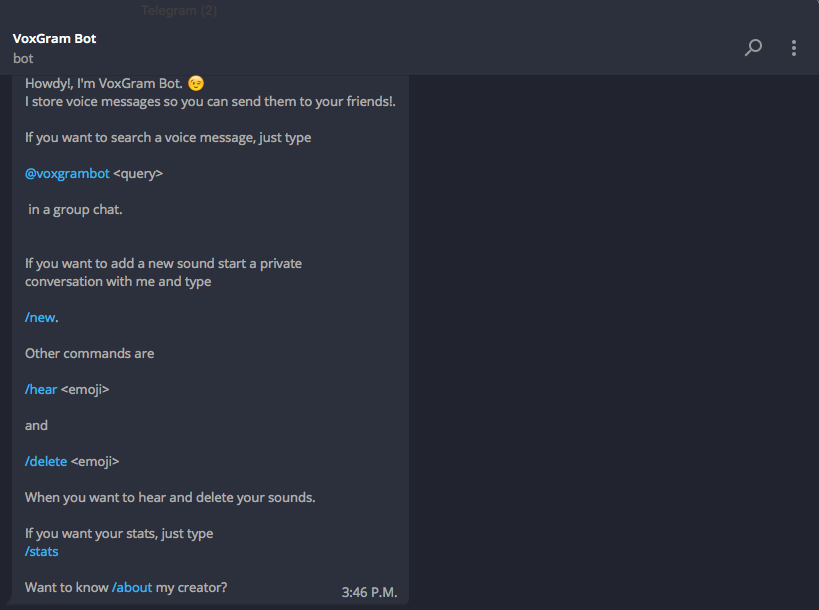 Telegram (2)
VoxGram Bot
bot
Howdy!, I'm VoxGram Bot. 😏
I store voice messages so you can send them to your friends!.
If you want to search a voice message, just type
@voxgrambot <query>
in a group chat.
If you want to add a new sound start a private
conversation with me and type
/new.
Other commands are
/hear <emoji>
and
/delete <emoji>
When you want to hear and delete your sounds.
If you want your stats, just type
/stats
Want to know /about my creator?
3:46 P.M.